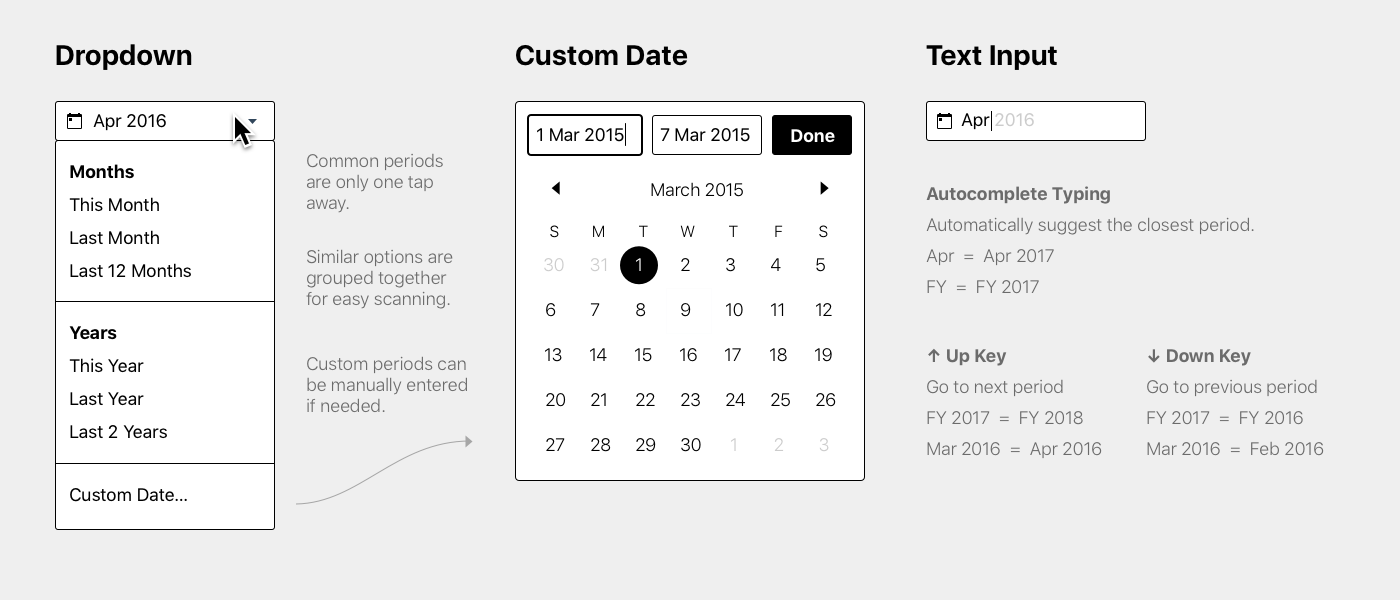 Dropdown
Apr 2016
Months
This Month
Last Month
Last 12 Months
Years
This Year
Last Year
Last 2 Years
Custom Date...
Common periods
are only one tap
away.
Similar options are
grouped together
for easy scanning.
Custom periods can
be manually entered
if needed.
Custom Date
1 Mar 2015 7 Mar 2015 Done
March 2015
S M T W T F S
30 31 1 2 3 4 5
6 7 8 9 10 11 12
13 14 15 16 17 18 19
20 21 22 23 24 25 26
27 28 29 30 1 2 3
Text Input
Apr 2016
Autocomplete Typing
Automatically suggest the closest period.
Apr = Apr 2017
FY = FY 2017
↑ Up Key
Go to next period
FY 2017 = FY 2018
Mar 2016 = Apr 2016
↓ Down Key
Go to previous period
FY 2017 = FY 2016
Mar 2016 = Feb 2016